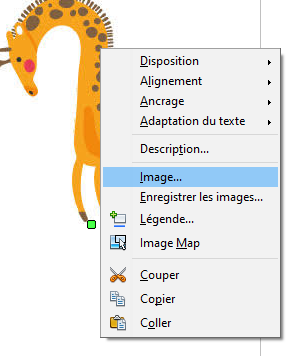 Disposition
Alignement
Ancrage
Adaptation du texte
Description...
Image...
Enregistrer les images...
Légende...
Image Map
Couper
Copier
Coller